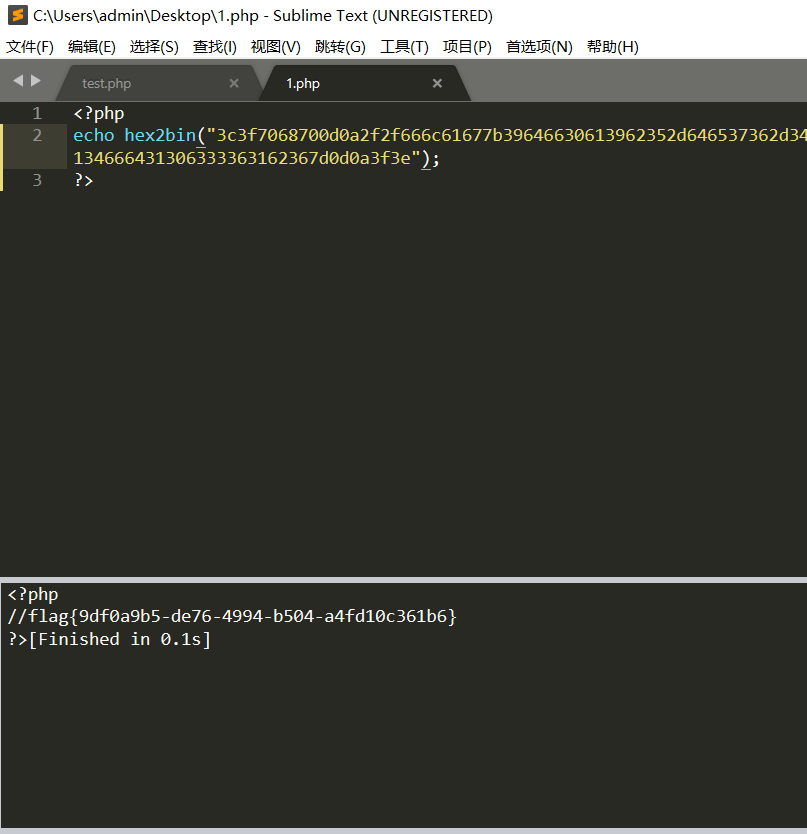 C:\Users\admin\Desktop\1.php - Sublime Text (UNREGISTERED)
文件(F) 编辑(E) 选择(S) 查找(I) 视图(V) 跳转(G) 工具(T) 项目(P) 首选项(N) 帮助(H)
test.php 1.php
1 <?php
2 echo hex2bin("3c3f7068700d0a2f2f666c61677b39646630613962352d646537362d34
134666431306333363162367d0d0a3f3e");
3 ?>
<?php
//flag{9df0a9b5-de76-4994-b504-a4fd10c361b6}
?>[Finished in 0.1s]